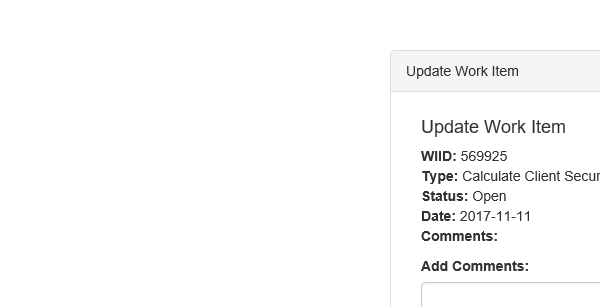 Update Work Item
Update Work Item
WIID: 569925
Type: Calculate Client
Status: Open
Date: 2017-11-11
Comments:
Add Comments: